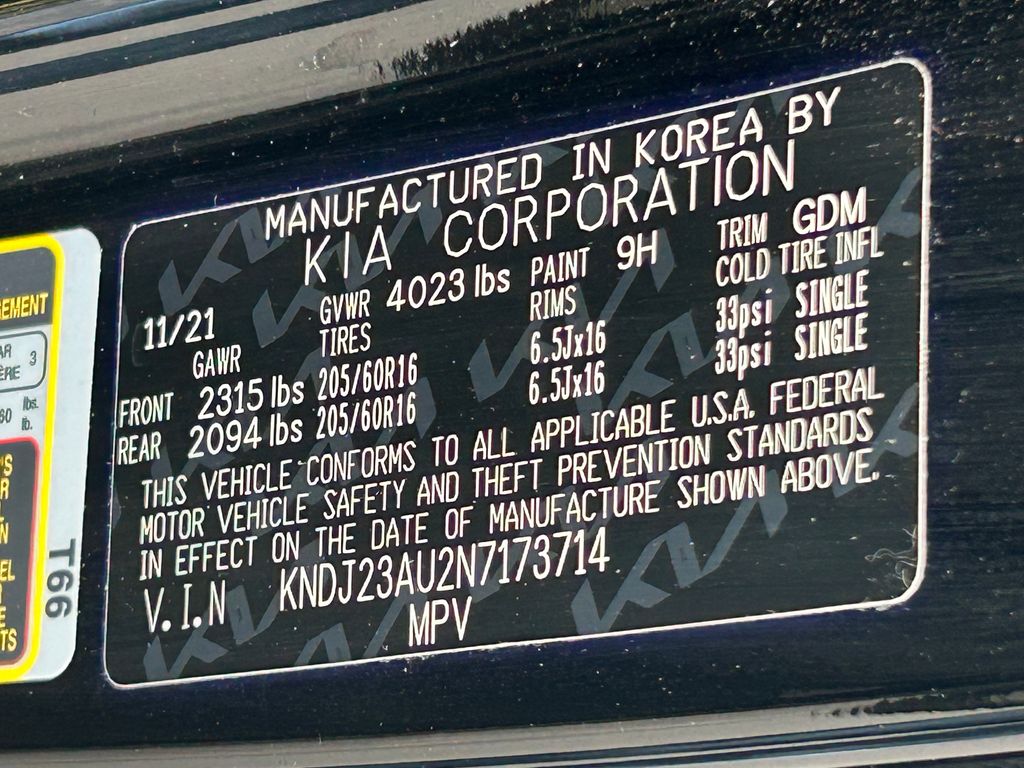 MANUFACTURED IN KOREA BY
KIA CORPORATION
11/21 GVWR 4023 lbs PAINT 9H TRIM GDM
GAWR TIRES RIMS COLD TIRE INFL
FRONT 2315 lbs 205/60R16 6.5Jx16 33psi SINGLE
REAR 2094 lbs 205/60R16 6.5Jx16 33psi SINGLE
THIS VEHICLE CONFORMS TO ALL APPLICABLE U.S.A. FEDERAL
MOTOR VEHICLE SAFETY AND THEFT PREVENTION STANDARDS
IN EFFECT ON THE DATE OF MANUFACTURE SHOWN ABOVE.
V.I.N KNDJ23AU2N7173714
MPV
3
lbs.
lb.
T66